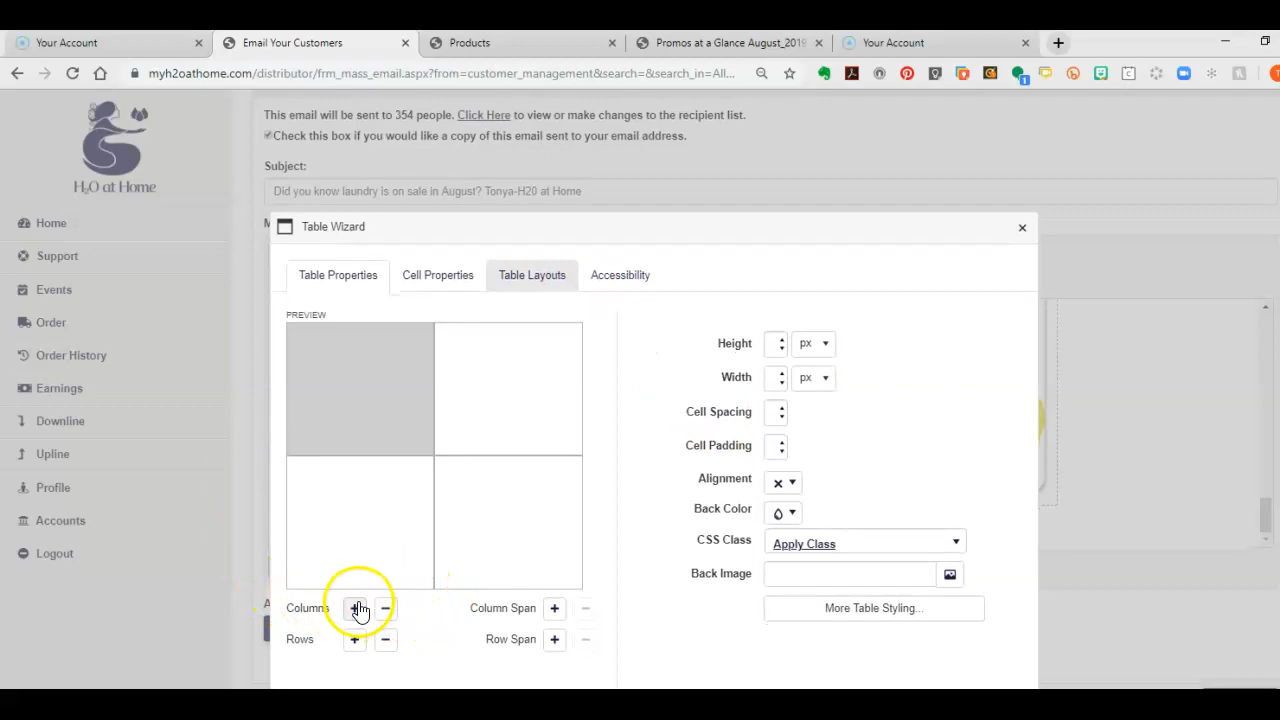 Your Account
Email Your Customers
Products
Promos at a Glance August_2019
Your Account
myh2oathome.com/distributor/frm_mass_email.aspx?from=customer_management&search=&search_in=All...
H2O at Home
Home
Support
Events
Order
Order History
Earnings
Downline
Upline
Profile
Accounts
Logout
This email will be sent to 354 people. Click Here to view or make changes to the recipient list.
Check this box if you would like a copy of this email sent to your email address.
Subject:
Did you know laundry is on sale in August? Tonya-H20 at Home
Table Wizard
Table Properties
Cell Properties
Table Layouts
Accessibility
PREVIEW
Columns
Column Span
Rows
Row Span
Height
px
Width
px
Cell Spacing
Cell Padding
Alignment
Back Color
CSS Class
Apply Class
Back Image
More Table Styling...